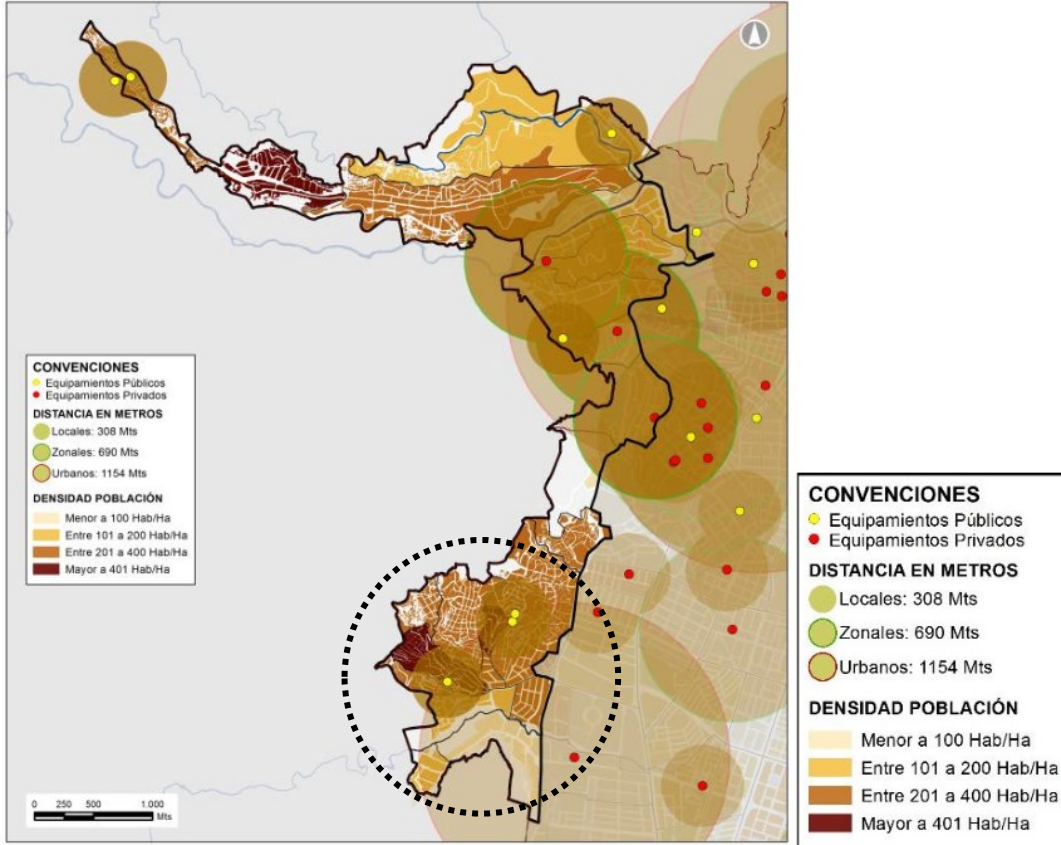 CONVENCIONES
Equipamientos Públicos
Equipamientos Privados
DISTANCIA EN METROS
Locales: 308 Mts
Zonales: 690 Mts
Urbanos: 1154 Mts
DENSIDAD POBLACIÓN
Menor a 100 Hab/Ha
Entre 101 a 200 Hab/Ha
Entre 201 a 400 Hab/Ha
Mayor a 401 Hab/Ha
0 250 500 1.000
Mts
CONVENCIONES
Equipamientos Públicos
Equipamientos Privados
DISTANCIA EN METROS
Locales: 308 Mts
Zonales: 690 Mts
Urbanos: 1154 Mts
DENSIDAD POBLACIÓN
Menor a 100 Hab/Ha
Entre 101 a 200 Hab/Ha
Entre 201 a 400 Hab/Ha
Mayor a 401 Hab/Ha